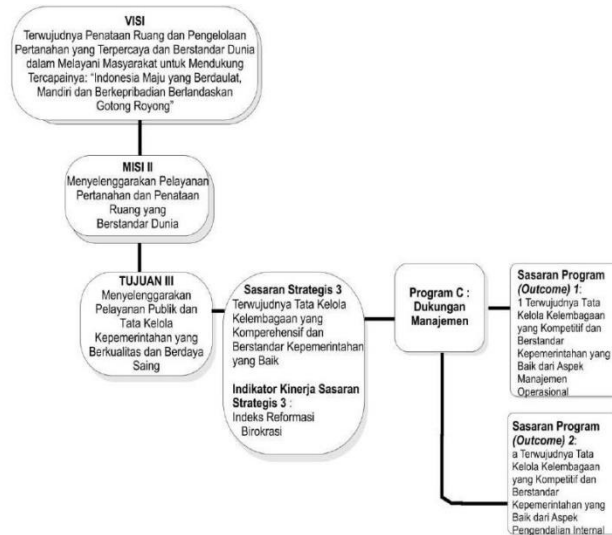 VISI
Terwujudnya Penataan Ruang dan Pengelolaan
Pertanahan yang Terpercaya dan Berstandar Dunia
dalam Melayani Masyarakat untuk Mendukung
Tercapainya: “Indonesia Maju yang Berdaulat,
Mandiri dan Berkepribadian Berlandaskan
Gotong Royong”
MISI II
Menyelenggarakan Pelayanan
Pertanahan dan Penataan
Ruang yang
Berstandar Dunia
TUJUAN III
Menyelenggarakan
Pelayanan Publik dan
Tata Kelola
Kepemerintahan yang
Berkualitas dan Berdaya
Saing
Sasaran Strategis 3
Terwujudnya Tata Kelola
Kelembagaan yang
Komperehensif dan
Berstandar Kepemerintahan
yang Baik
Indikator Kinerja Sasaran
Strategis 3 :
Indeks Reformasi
Birokrasi
Program C :
Dukungan
Manajemen
Sasaran Program
(Outcome) 1:
1 Terwujudnya Tata
Kelola Kelembagaan
yang Kompetitif dan
Berstandar
Kepemerintahan yang
Baik dari Aspek
Manajemen
Operasional
Sasaran Program
(Outcome) 2:
a Terwujudnya Tata
Kelola Kelembagaan
yang Kompetitif dan
Berstandar
Kepemerintahan yang
Baik dari Aspek
Pengendalian Internal